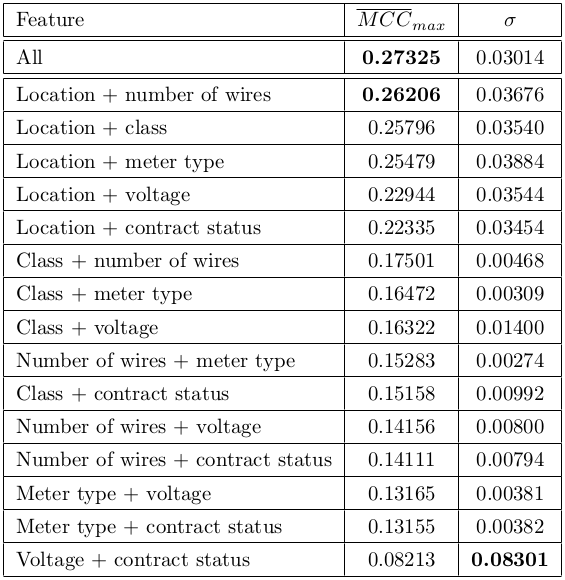 Feature MCC_max σ
All 0.27325 0.03014
Location + number of wires 0.26206 0.03676
Location + class 0.25796 0.03540
Location + meter type 0.25479 0.03884
Location + voltage 0.22944 0.03544
Location + contract status 0.22335 0.03454
Class + number of wires 0.17501 0.00468
Class + meter type 0.16472 0.00309
Class + voltage 0.16322 0.01400
Number of wires + meter type 0.15283 0.00274
Class + contract status 0.15158 0.00992
Number of wires + voltage 0.14156 0.00800
Number of wires + contract status 0.14111 0.00794
Meter type + voltage 0.13165 0.00381
Meter type + contract status 0.13155 0.00382
Voltage + contract status 0.08213 0.08301